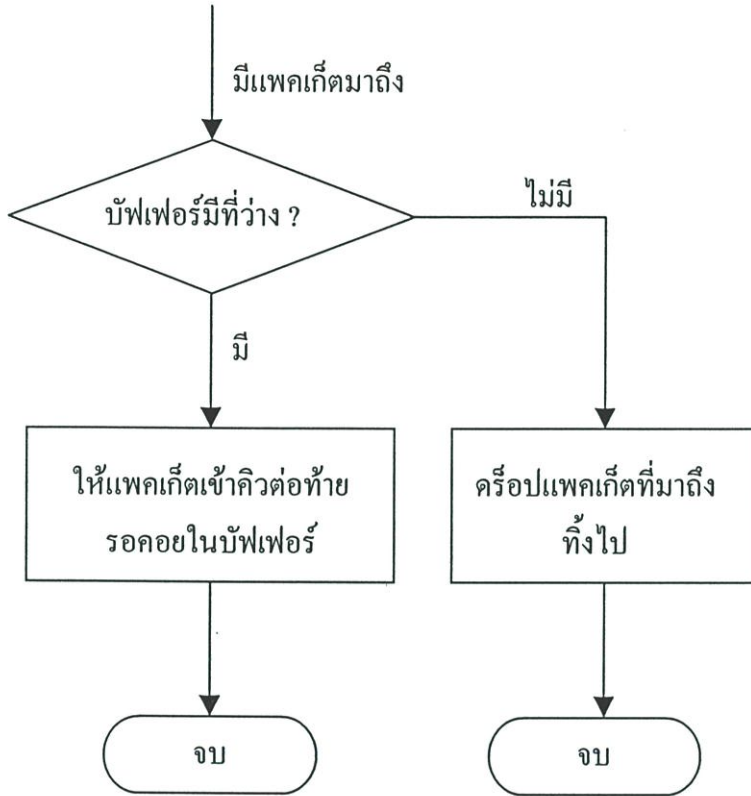 มีแพคเก็ตมาถึง
บัฟเฟอร์มีที่ว่าง ?
ไม่มี
มี
ให้แพคเก็ตเข้าคิวต่อท้าย
รอคอยในบัฟเฟอร์
ดร็อปแพคเก็ตที่มาถึง
ทิ้งไป
จบ
จบ